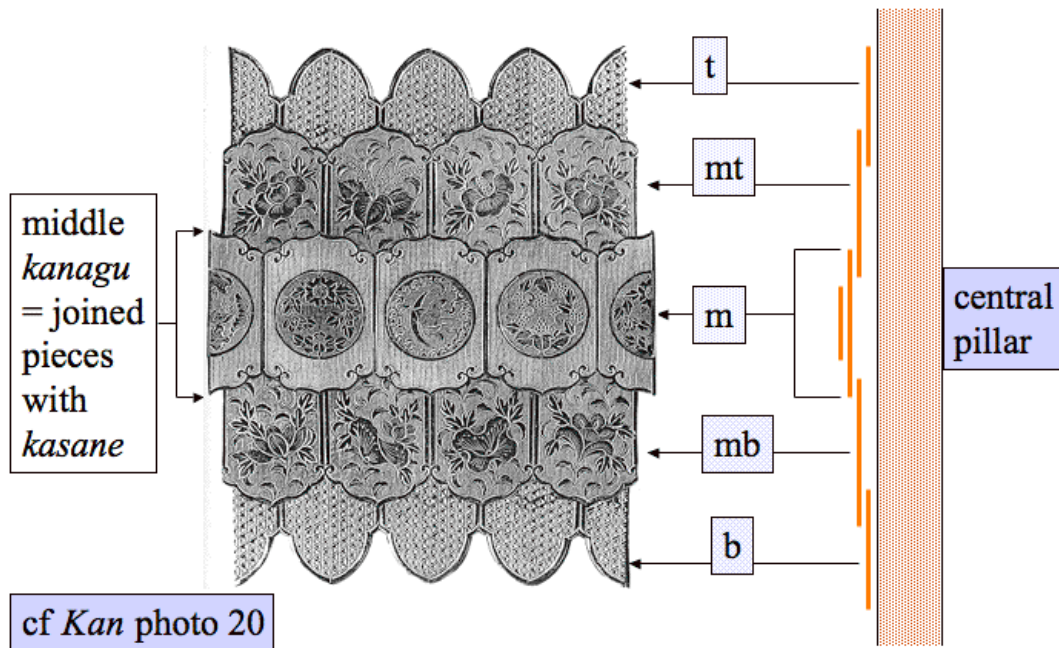 t
mt
middle
kanagu
= joined
pieces
with
kasane
m
central
pillar
mb
b
cf Kan photo 20